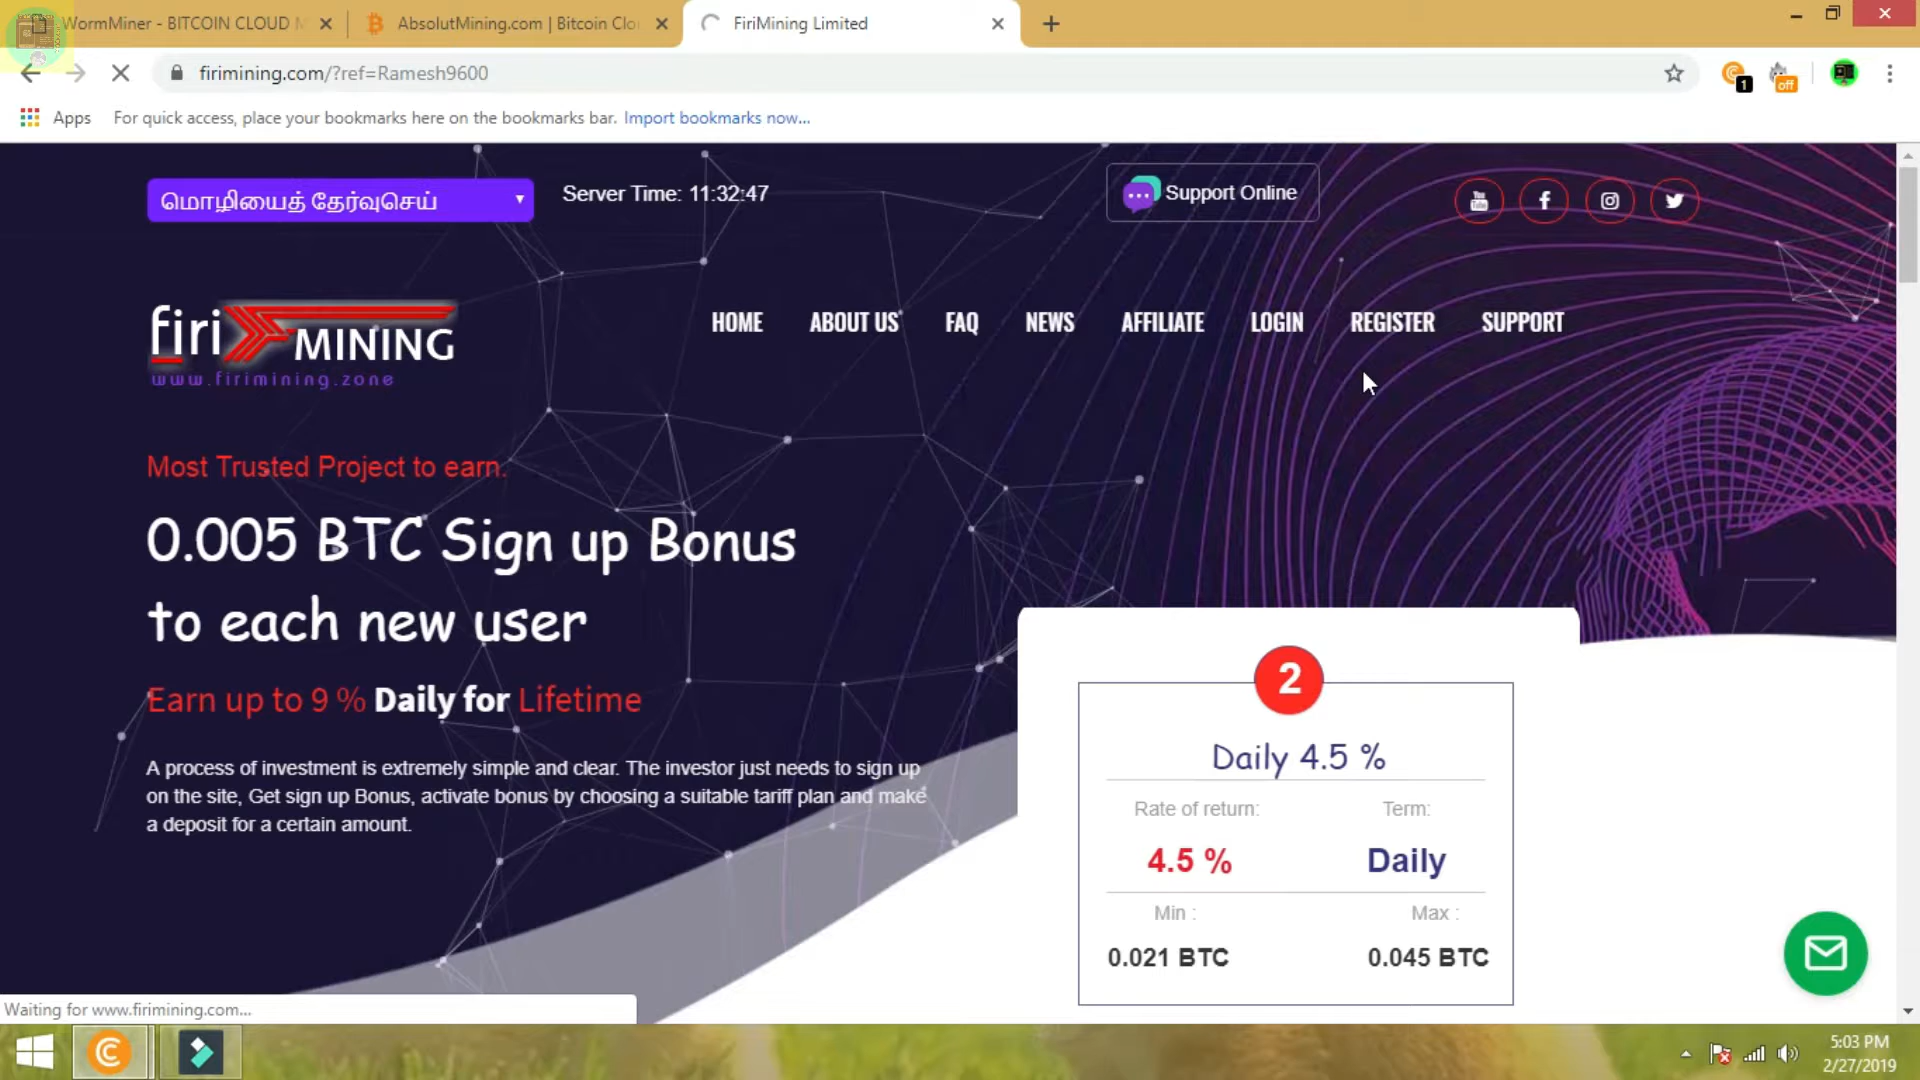 WormMiner - BITCOIN CLOUD M
AbsolutMining.com | Bitcoin Clo
FiriMining Limited
firimining.com/?ref=Ramesh9600
1
off
Apps
For quick access, place your bookmarks here on the bookmarks bar. Import bookmarks now...
மொழியைத் தேர்வுசெய்
Server Time: 11:32:47
Support Online
You
Tube
firi MINING
www.firimining.zone
HOME ABOUT US FAQ NEWS AFFILIATE LOGIN REGISTER SUPPORT
Most Trusted Project to earn.
0.005 BTC Sign up Bonus
to each new user
Earn up to 9 % Daily for Lifetime
A process of investment is extremely simple and clear. The investor just needs to sign up
on the site, Get sign up Bonus, activate bonus by choosing a suitable tariff plan and make
a deposit for a certain amount.
2
Daily 4.5 %
Rate of return: Term:
4.5 % Daily
Min : Max :
0.021 BTC 0.045 BTC
Waiting for www.firimining.com...
5:03 PM
2/27/2019